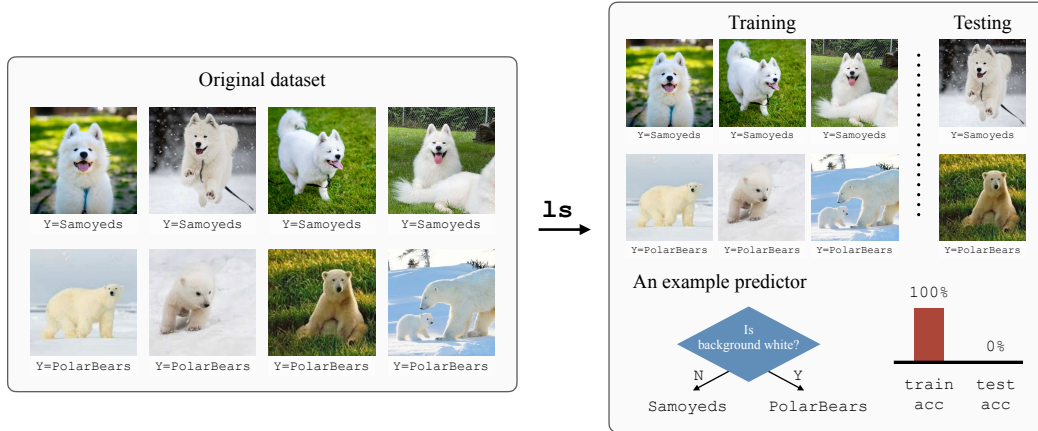 Original dataset
Y=Samoyeds Y=Samoyeds Y=Samoyeds Y=Samoyeds
Y=PolarBears Y=PolarBears Y=PolarBears Y=PolarBears
ls
Training Testing
Y=Samoyeds Y=Samoyeds Y=Samoyeds Y=Samoyeds
Y=PolarBears Y=PolarBears Y=PolarBears Y=PolarBears
An example predictor
Is
background white?
N Y
Samoyeds PolarBears
100%
0%
train test
acc acc